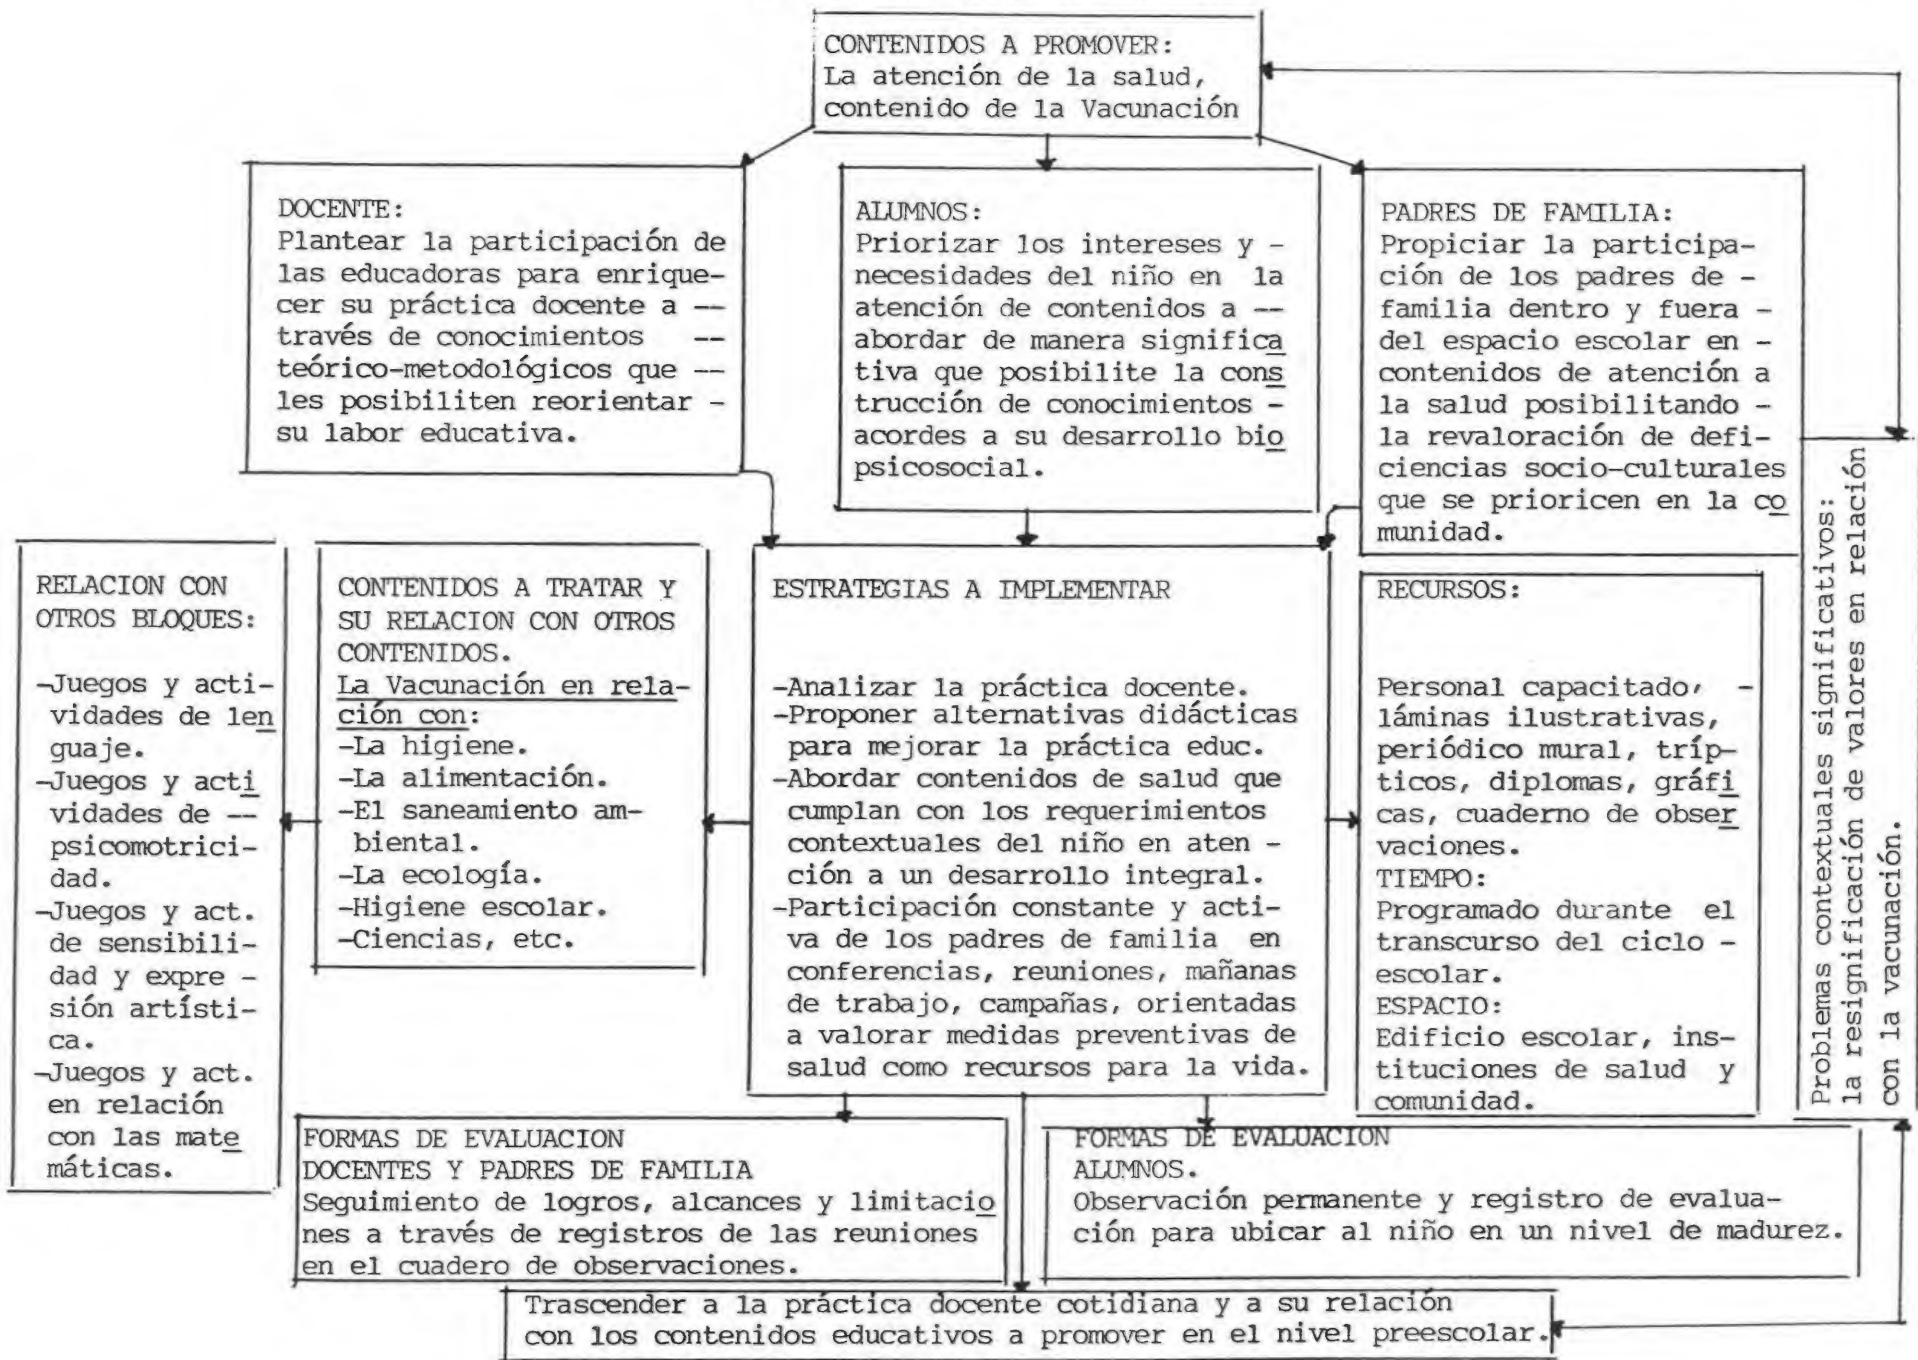 CONTENIDOS A PROMOVER:
La atención de la salud,
contenido de la Vacunación
DOCENTE:
Plantear la participación de
las educadoras para enrique-
cer su práctica docente a --
través de conocimientos --
teórico-metodológicos que --
les posibiliten reorientar -
su labor educativa.
ALUMNOS:
Priorizar los intereses y -
necesidades del niño en la
atención de contenidos a --
abordar de manera significa
tiva que posibilite la cons
trucción de conocimientos -
acordes a su desarrollo bio
psicosocial.
PADRES DE FAMILIA:
Propiciar la participa-
ción de los padres de -
familia dentro y fuera -
del espacio escolar en -
contenidos de atención a
la salud posibilitando -
la revaloración de defi-
ciencias socio-culturales
que se prioricen en la co
munidad.
RELACION CON
OTROS BLOQUES:
-Juegos y acti-
vidades de len
guaje.
-Juegos y acti
vidades de --
psicomotrici-
dad.
-Juegos y act.
de sensibili-
dad y expre -
sión artísti-
ca.
-Juegos y act.
en relación
con las mate
máticas.
CONTENIDOS A TRATAR Y
SU RELACION CON OTROS
CONTENIDOS.
La Vacunación en rela-
ción con:
-La higiene.
-La alimentación.
-El saneamiento am-
biental.
-La ecología.
-Higiene escolar.
-Ciencias, etc.
ESTRATEGIAS A IMPLEMENTAR
-Analizar la práctica docente.
-Proponer alternativas didácticas
para mejorar la práctica educ.
-Abordar contenidos de salud que
cumplan con los requerimientos
contextuales del niño en aten -
ción a un desarrollo integral.
-Participación constante y acti-
va de los padres de familia en
conferencias, reuniones, mañanas
de trabajo, campañas, orientadas
a valorar medidas preventivas de
salud como recursos para la vida.
RECURSOS:
Personal capacitado, -
láminas ilustrativas,
periódico mural, tríp-
ticos, diplomas, gráfi
cas, cuaderno de obser
vaciones.
TIEMPO:
Programado durante el
transcurso del ciclo -
escolar.
ESPACIO:
Edificio escolar, ins-
tituciones de salud y
comunidad.
Problemas contextuales significativos:
la resignificación de valores en relación
con la vacunación.
FORMAS DE EVALUACION
DOCENTES Y PADRES DE FAMILIA
Seguimiento de logros, alcances y limitacio
nes a través de registros de las reuniones
en el cuadero de observaciones.
FORMAS DE EVALUACION
ALUMNOS.
Observación permanente y registro de evalua-
ción para ubicar al niño en un nivel de madurez.
Trascender a la práctica docente cotidiana y a su relación
con los contenidos educativos a promover en el nivel preescolar.